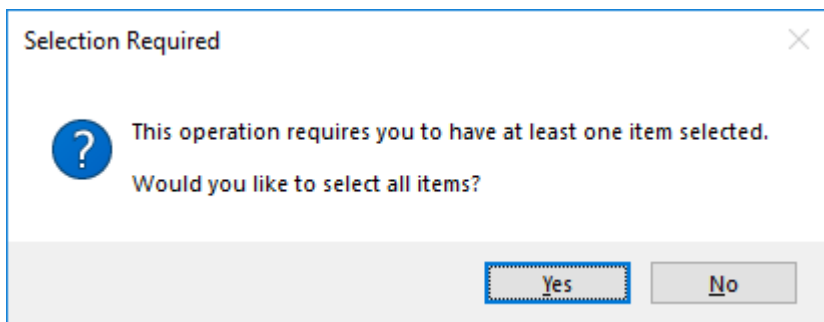 Selection Required
This operation requires you to have at least one item selected.
Would you like to select all items?
Yes
No